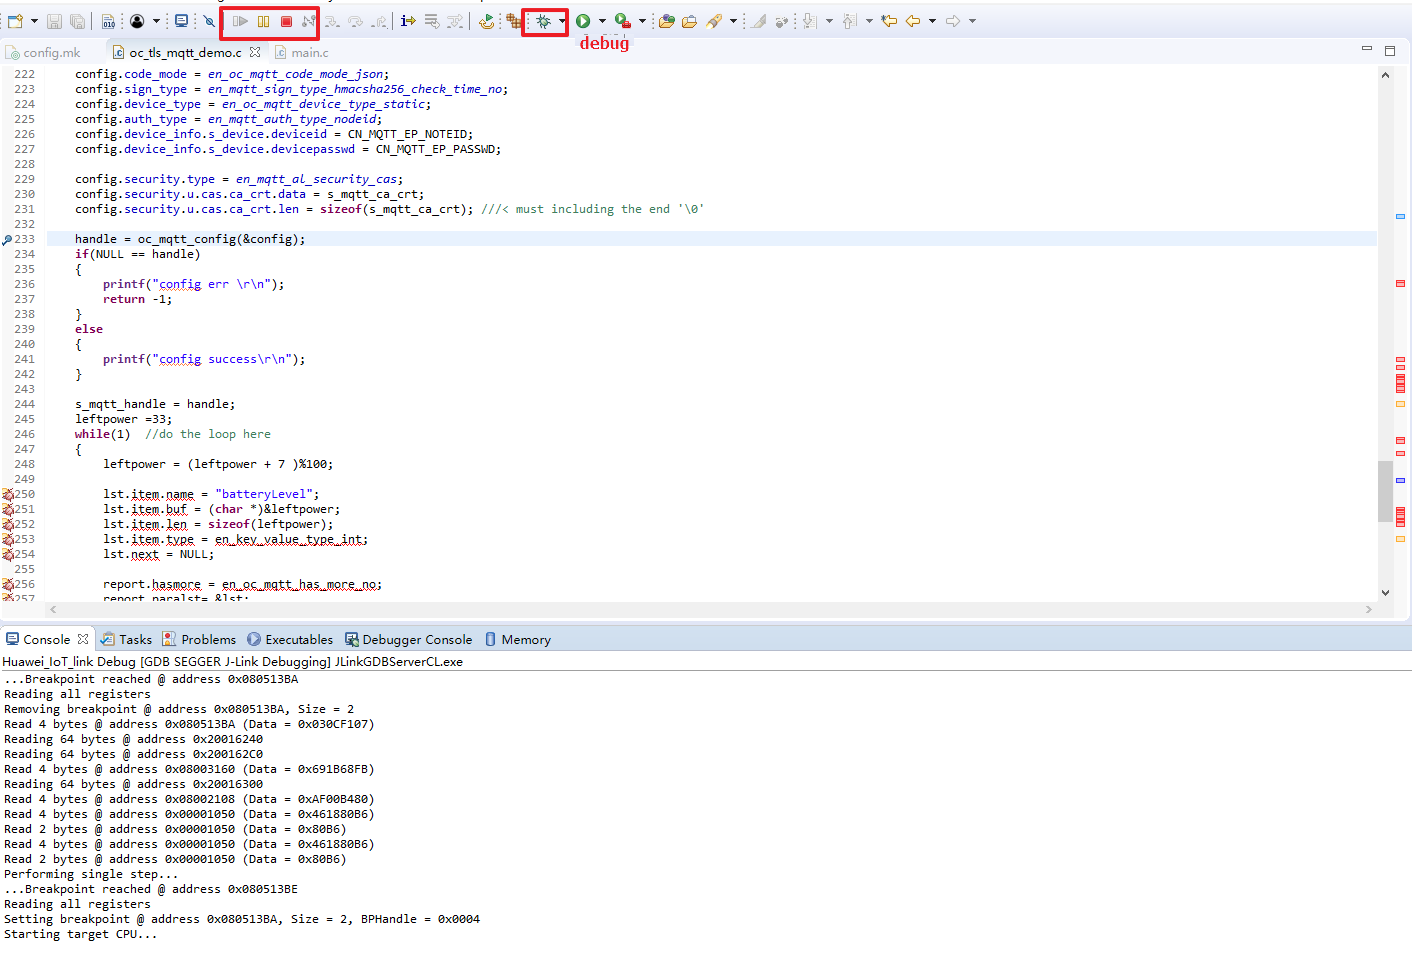 debug
config.mk
oc_tls_mqtt_demo.c
main.c
222 config.code_mode = en_oc_mqtt_code_mode_json;
223 config.sign_type = en_mqtt_sign_type_hmacsha256_check_time_no;
224 config.device_type = en_oc_mqtt_device_type_static;
225 config.auth_type = en_mqtt_auth_type_nodeid;
226 config.device_info.s_device.deviceid = CN_MQTT_EP_NOTEID;
227 config.device_info.s_device.devicepasswd = CN_MQTT_EP_PASSWD;
228
229 config.security.type = en_mqtt_al_security_cas;
230 config.security.u.cas.ca_crt.data = s_mqtt_ca_crt;
231 config.security.u.cas.ca_crt.len = sizeof(s_mqtt_ca_crt); ///< must including the end '\0'
232
233 handle = oc_mqtt_config(&config);
234 if(NULL == handle)
235 {
236 printf("config err \r\n");
237 return -1;
238 }
239 else
240 {
241 printf("config success\r\n");
242 }
243
244 s_mqtt_handle = handle;
245 leftpower =33;
246 while(1) //do the loop here
247 {
248 leftpower = (leftpower + 7 )%100;
249
250 lst.item.name = "batteryLevel";
251 lst.item.buf = (char *)&leftpower;
252 lst.item.len = sizeof(leftpower);
253 lst.item.type = en_key_value_type_int;
254 lst.next = NULL;
255
256 report.hasmore = en_oc_mqtt_has_more_no;
257 report.paralst= &lst;
Console
Tasks
Problems
Executables
Debugger Console
Memory
Huawei_IoT_link Debug [GDB SEGGER J-Link Debugging] JLinkGDBServerCL.exe
...Breakpoint reached @ address 0x080513BA
Reading all registers
Removing breakpoint @ address 0x080513BA, Size = 2
Read 4 bytes @ address 0x080513BA (Data = 0x030CF107)
Reading 64 bytes @ address 0x20016240
Reading 64 bytes @ address 0x200162C0
Read 4 bytes @ address 0x08003160 (Data = 0x691B68FB)
Reading 64 bytes @ address 0x20016300
Read 4 bytes @ address 0x08002108 (Data = 0xAF00B480)
Read 4 bytes @ address 0x00001050 (Data = 0x461880B6)
Read 2 bytes @ address 0x00001050 (Data = 0x80B6)
Read 4 bytes @ address 0x00001050 (Data = 0x461880B6)
Read 2 bytes @ address 0x00001050 (Data = 0x80B6)
Performing single step...
...Breakpoint reached @ address 0x080513BE
Reading all registers
Setting breakpoint @ address 0x080513BA, Size = 2, BPHandle = 0x0004
Starting target CPU...